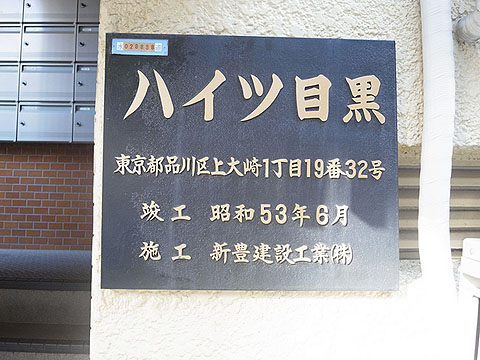 ハイツ目黒
東京都品川区上大崎1丁目19番32号
竣工 昭和53年6月
施工 新豊建設工業㈱